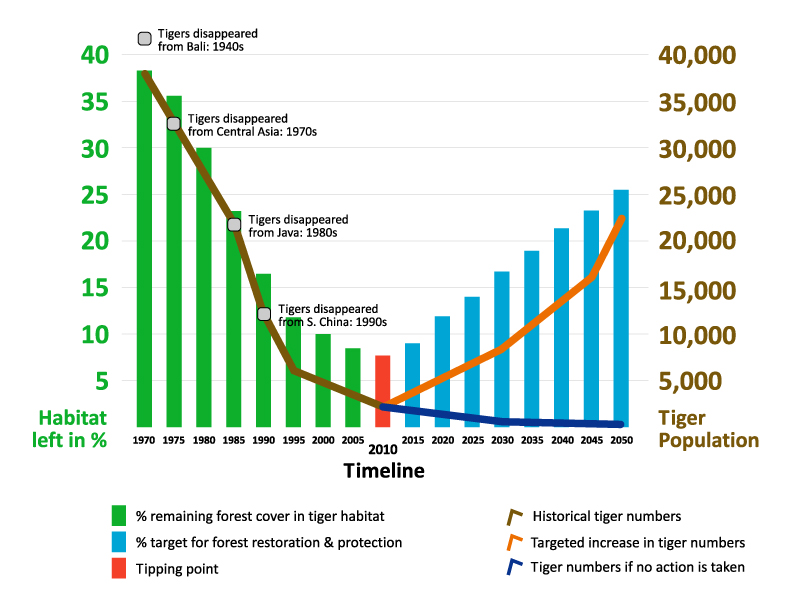 Tigers disappeared
from Bali: 1940s
40
40,000
35
Tigers disappeared
from Central Asia: 1970s
35,000
30
30,000
25
Tigers disappeared
from Java: 1980s
25,000
20
20,000
15
Tigers disappeared
from S. China: 1990s
15,000
10
10,000
5
5,000
Habitat
left in %
1970 1975 1980 1985 1990 1995 2000 2005 2010 2015 2020 2025 2030 2035 2040 2045 2050
Tiger
Population
Timeline
% remaining forest cover in tiger habitat
% target for forest restoration & protection
Tipping point
Historical tiger numbers
Targeted increase in tiger numbers
Tiger numbers if no action is taken